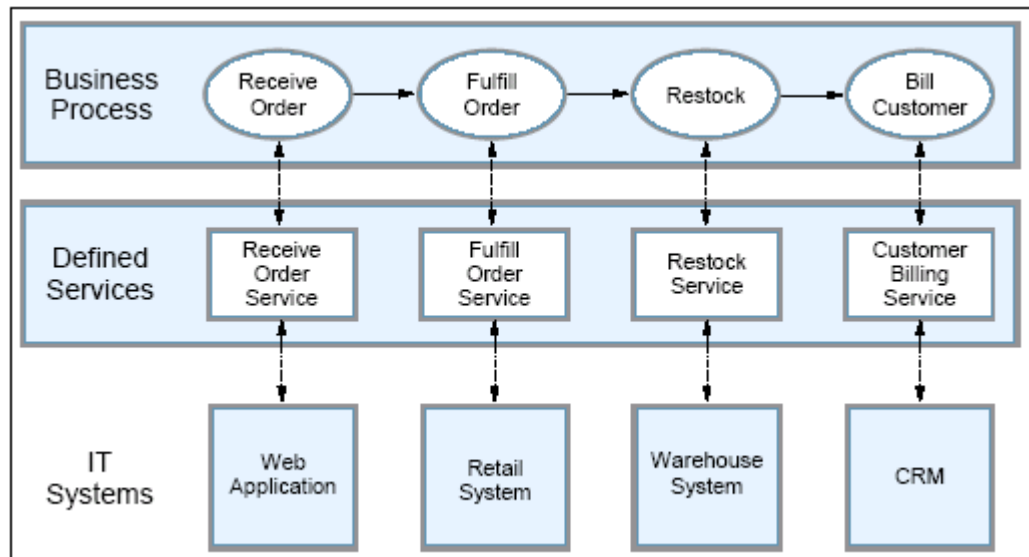 Business
Process
Receive
Order
Fulfill
Order
Restock
Bill
Customer
Defined
Services
Receive
Order
Service
Fulfill
Order
Service
Restock
Service
Customer
Billing
Service
IT
Systems
Web
Application
Retail
System
Warehouse
System
CRM